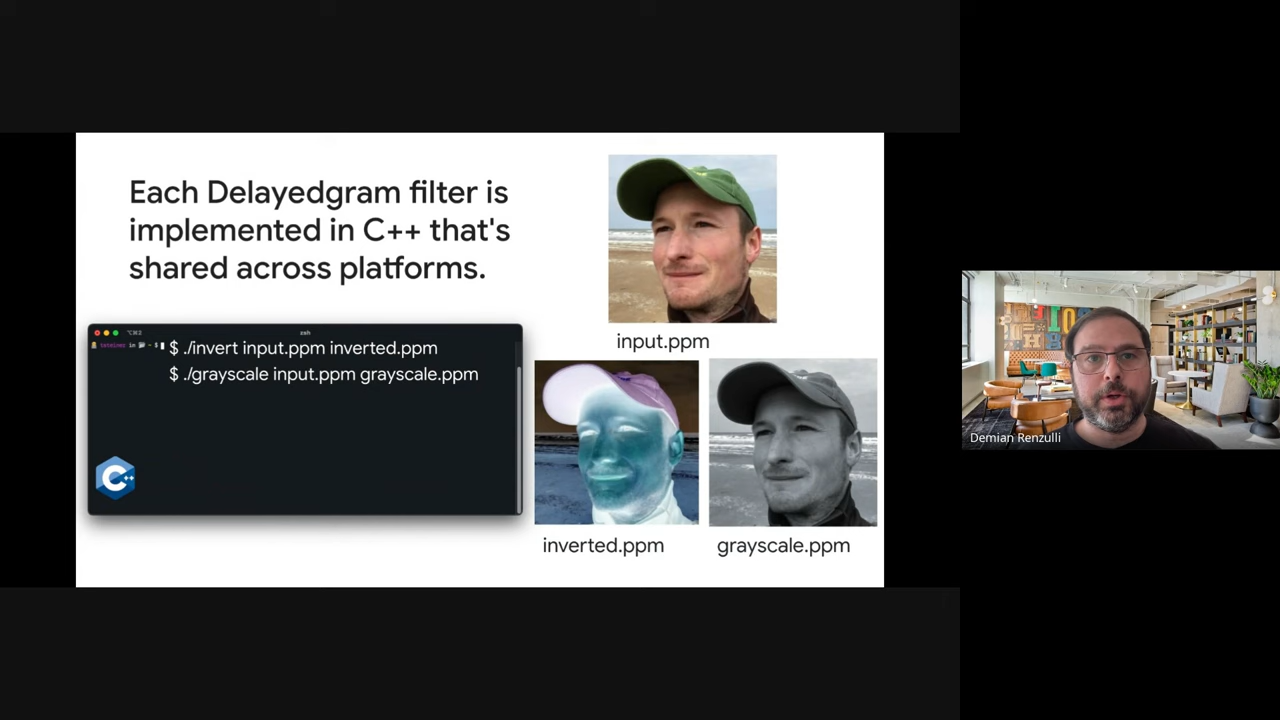 Each Delayedgram filter is
implemented in C++ that's
shared across platforms.
input.ppm
zsh
$ ./invert input.ppm inverted.ppm
$ ./grayscale input.ppm grayscale.ppm
C++
inverted.ppm
grayscale.ppm
Demian Renzulli